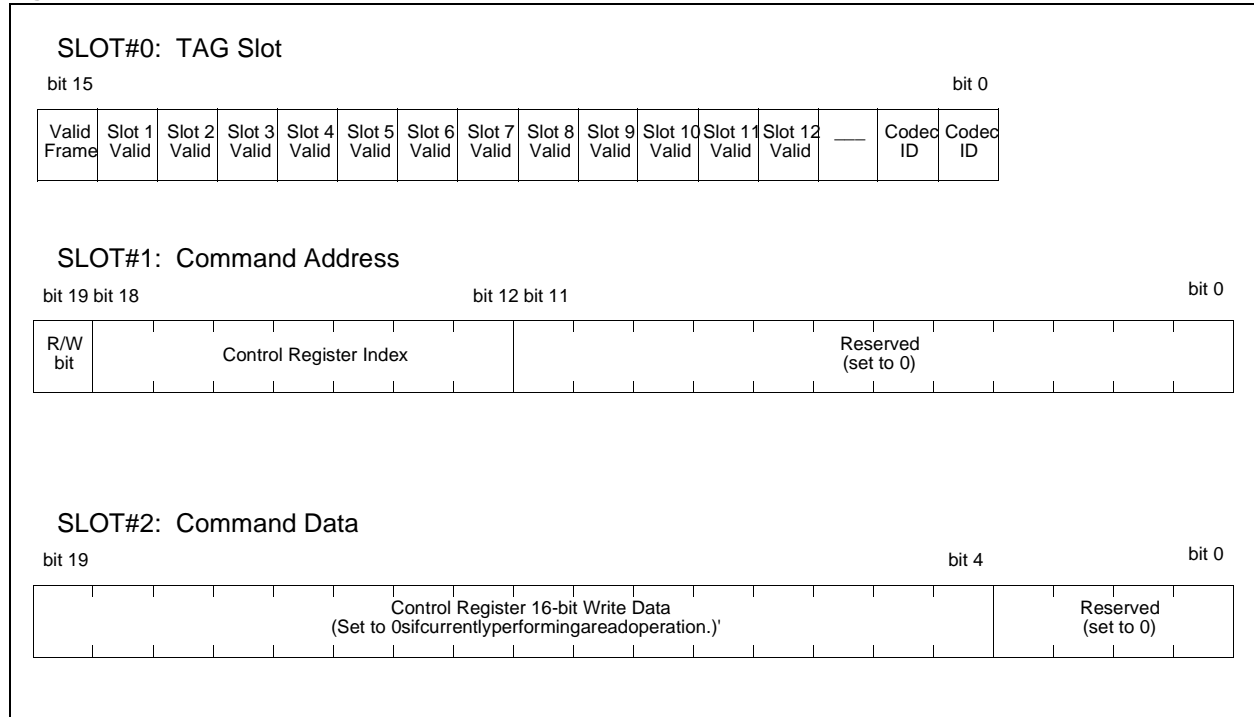 SLOT#0: TAG Slot
bit 15 bit 0
Valid Frame Slot 1 Valid Slot 2 Valid Slot 3 Valid Slot 4 Valid Slot 5 Valid Slot 6 Valid Slot 7 Valid Slot 8 Valid Slot 9 Valid Slot 10 Valid Slot 11 Valid Slot 12 Valid ___ Codec ID Codec ID
SLOT#1: Command Address
bit 19 bit 18 bit 12 bit 11 bit 0
R/W bit
Control Register Index
Reserved
(set to 0)
SLOT#2: Command Data
bit 19 bit 4 bit 0
Control Register 16-bit Write Data
(Set to 0sifcurrentlyperformingareadoperation.)'
Reserved
(set to 0)